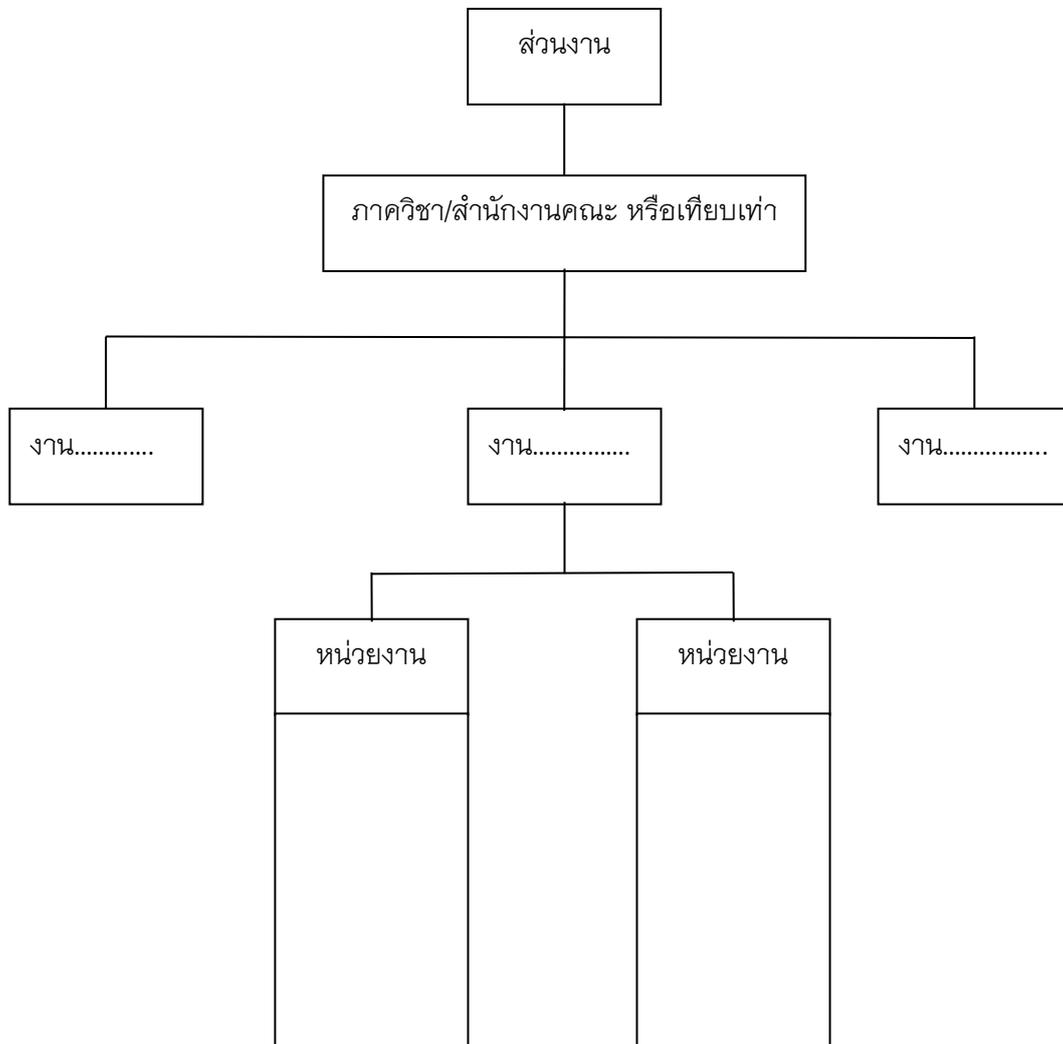 ส่วนงาน
ภาควิชา/สำนักงานคณะ หรือเทียบเท่า
งาน............
งาน...............
งาน................
หน่วยงาน
หน่วยงาน